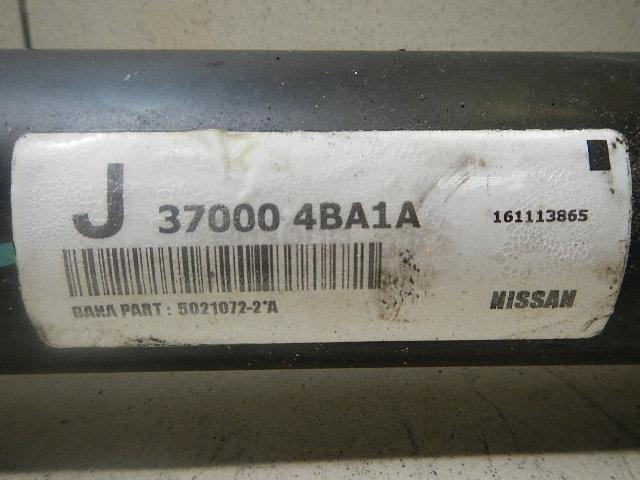 J 37000 4BA1A
161113865
DANA PART : 5021072-2*A
NISSAN